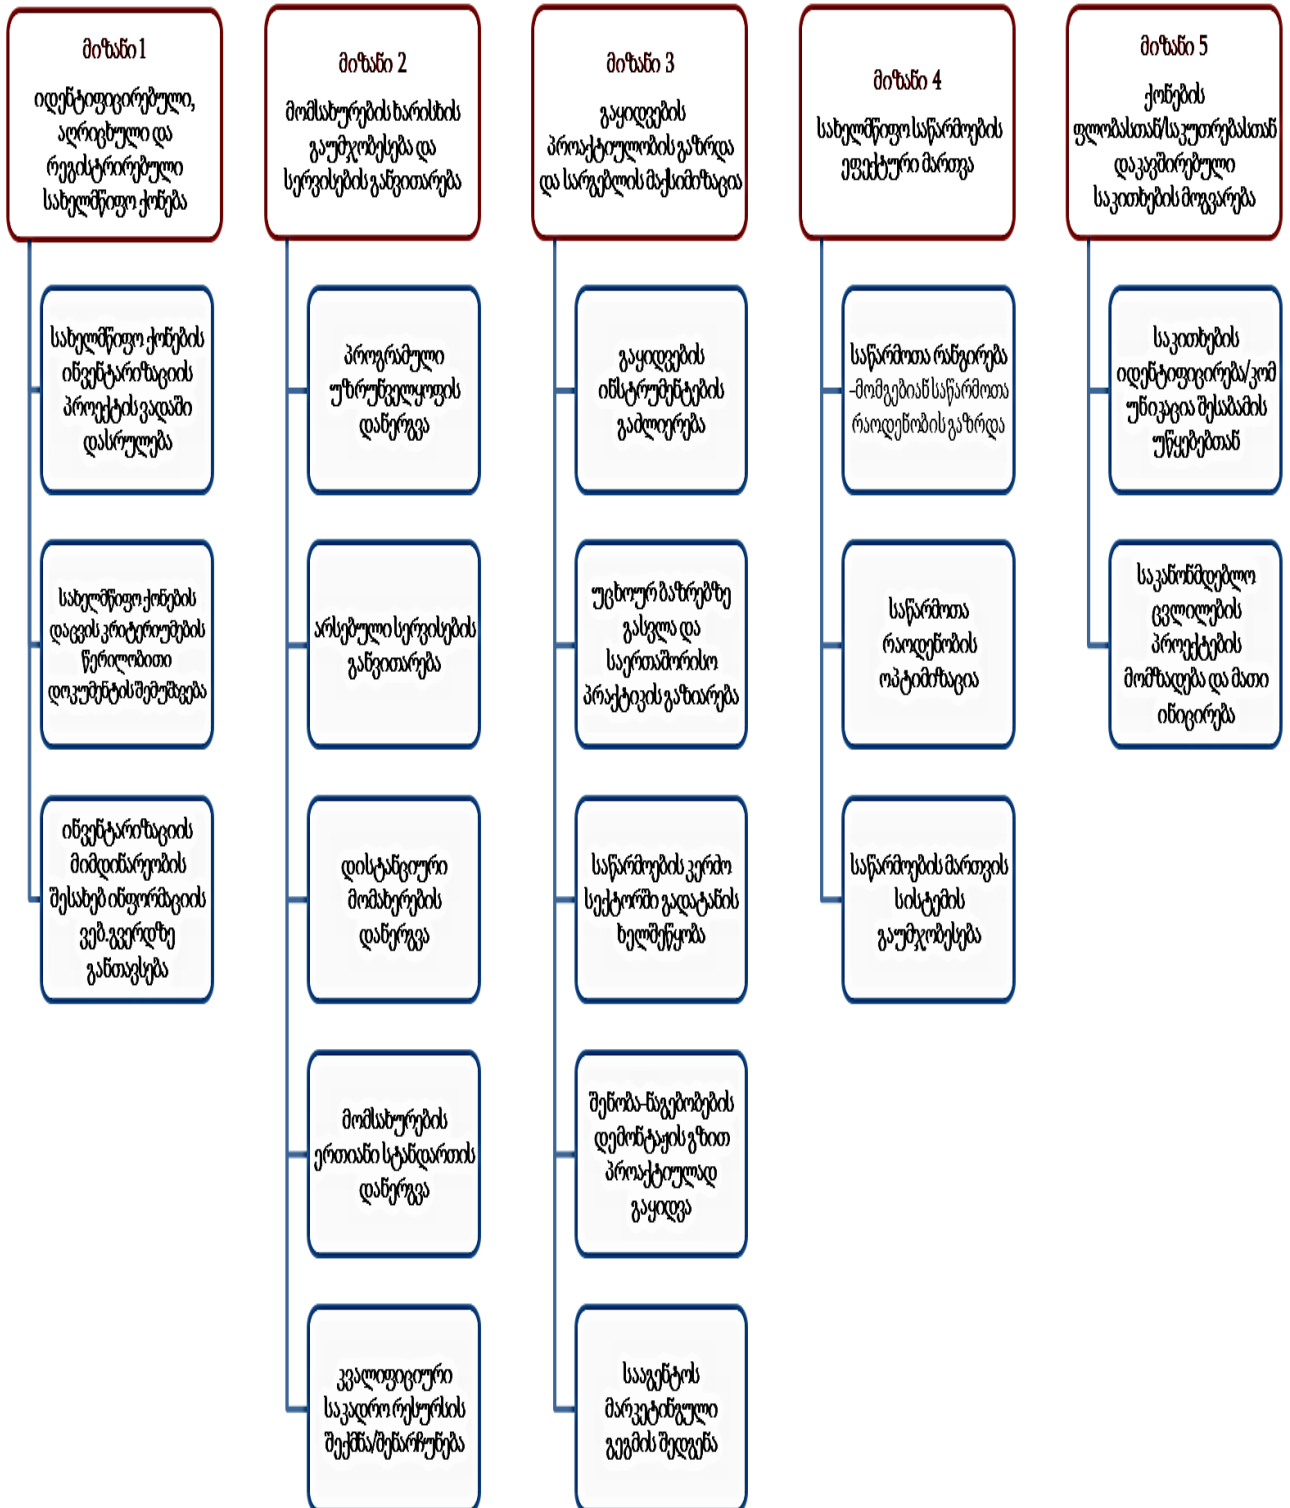 მიზანი 1
იდენტიფიცირებული,
აღრიცხული და
რეგისტრირებული
სახელმწიფო ქონება
სახელმწიფო ქონების
ინვენტარიზაციის
პროექტის ვადაში
დასრულება
სახელმწიფო ქონების
დაცვის კრიტერიუმების
წერილობითი
დოკუმენტის შემუშავება
ინვენტარიზაციის
მიმდინარეობის
შესახებ ინფორმაციის
ვებ.გვერდზე
განთავსება
მიზანი 2
მომსახურების ხარისხის
გაუმჯობესება და
სერვისების განვითარება
პროგრამული
უზრუნველყოფის
დანერგვა
არსებული სერვისების
განვითარება
დისტანციური
მომახერების
დანერგვა
მომსახურების
ერთიანი სტანდართის
დანერგვა
კვალიფიციური
საკადრო რესურსის
შექმნა/შენარჩუნება
მიზანი 3
გაყიდვების
პროაქტიულობის გაზრდა
და სარგებლის მაქსიმიზაცია
გაყიდვების
ინსტრუმენტების
გაძლიერება
უცხოურ ბაზრებზე
გასვლა და
საერთაშორისო
პრაქტიკის გაზიარება
საწარმოების კერძო
სექტორში გადატანის
ხელშეწყობა
შენობა-ნაგებობების
დემონტაჟის გზით
პროაქტიულად
გაყიდვა
სააგენტოს
მარკეტინგული
გეგმის შედგენა
მიზანი 4
სახელმწიფო საწარმოების
ეფექტური მართვა
საწარმოთა რანგირება
-მომგებიან საწარმოთა
რაოდენობის გაზრდა
საწარმოთა
რაოდენობის
ოპტიმიზაცია
საწარმოების მართვის
სისტემის
გაუმჯობესება
მიზანი 5
ქონების
ფლობასთან/საკუთრებასთან
დაკავშირებული
საკითხების მოგვარება
საკითხების
იდენტიფივირება/კომ
უნიკაცია შესაბამის
უწყებებთან
საკანონმდებლო
ცვლილების
პროექტების
მომზადება და მათი
ინიცირება